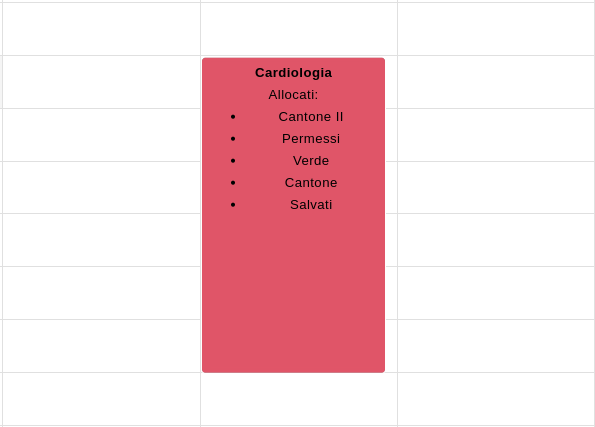 Cardiologia
Allocati:
• Cantone II
• Permessi
• Verde
• Cantone
• Salvati